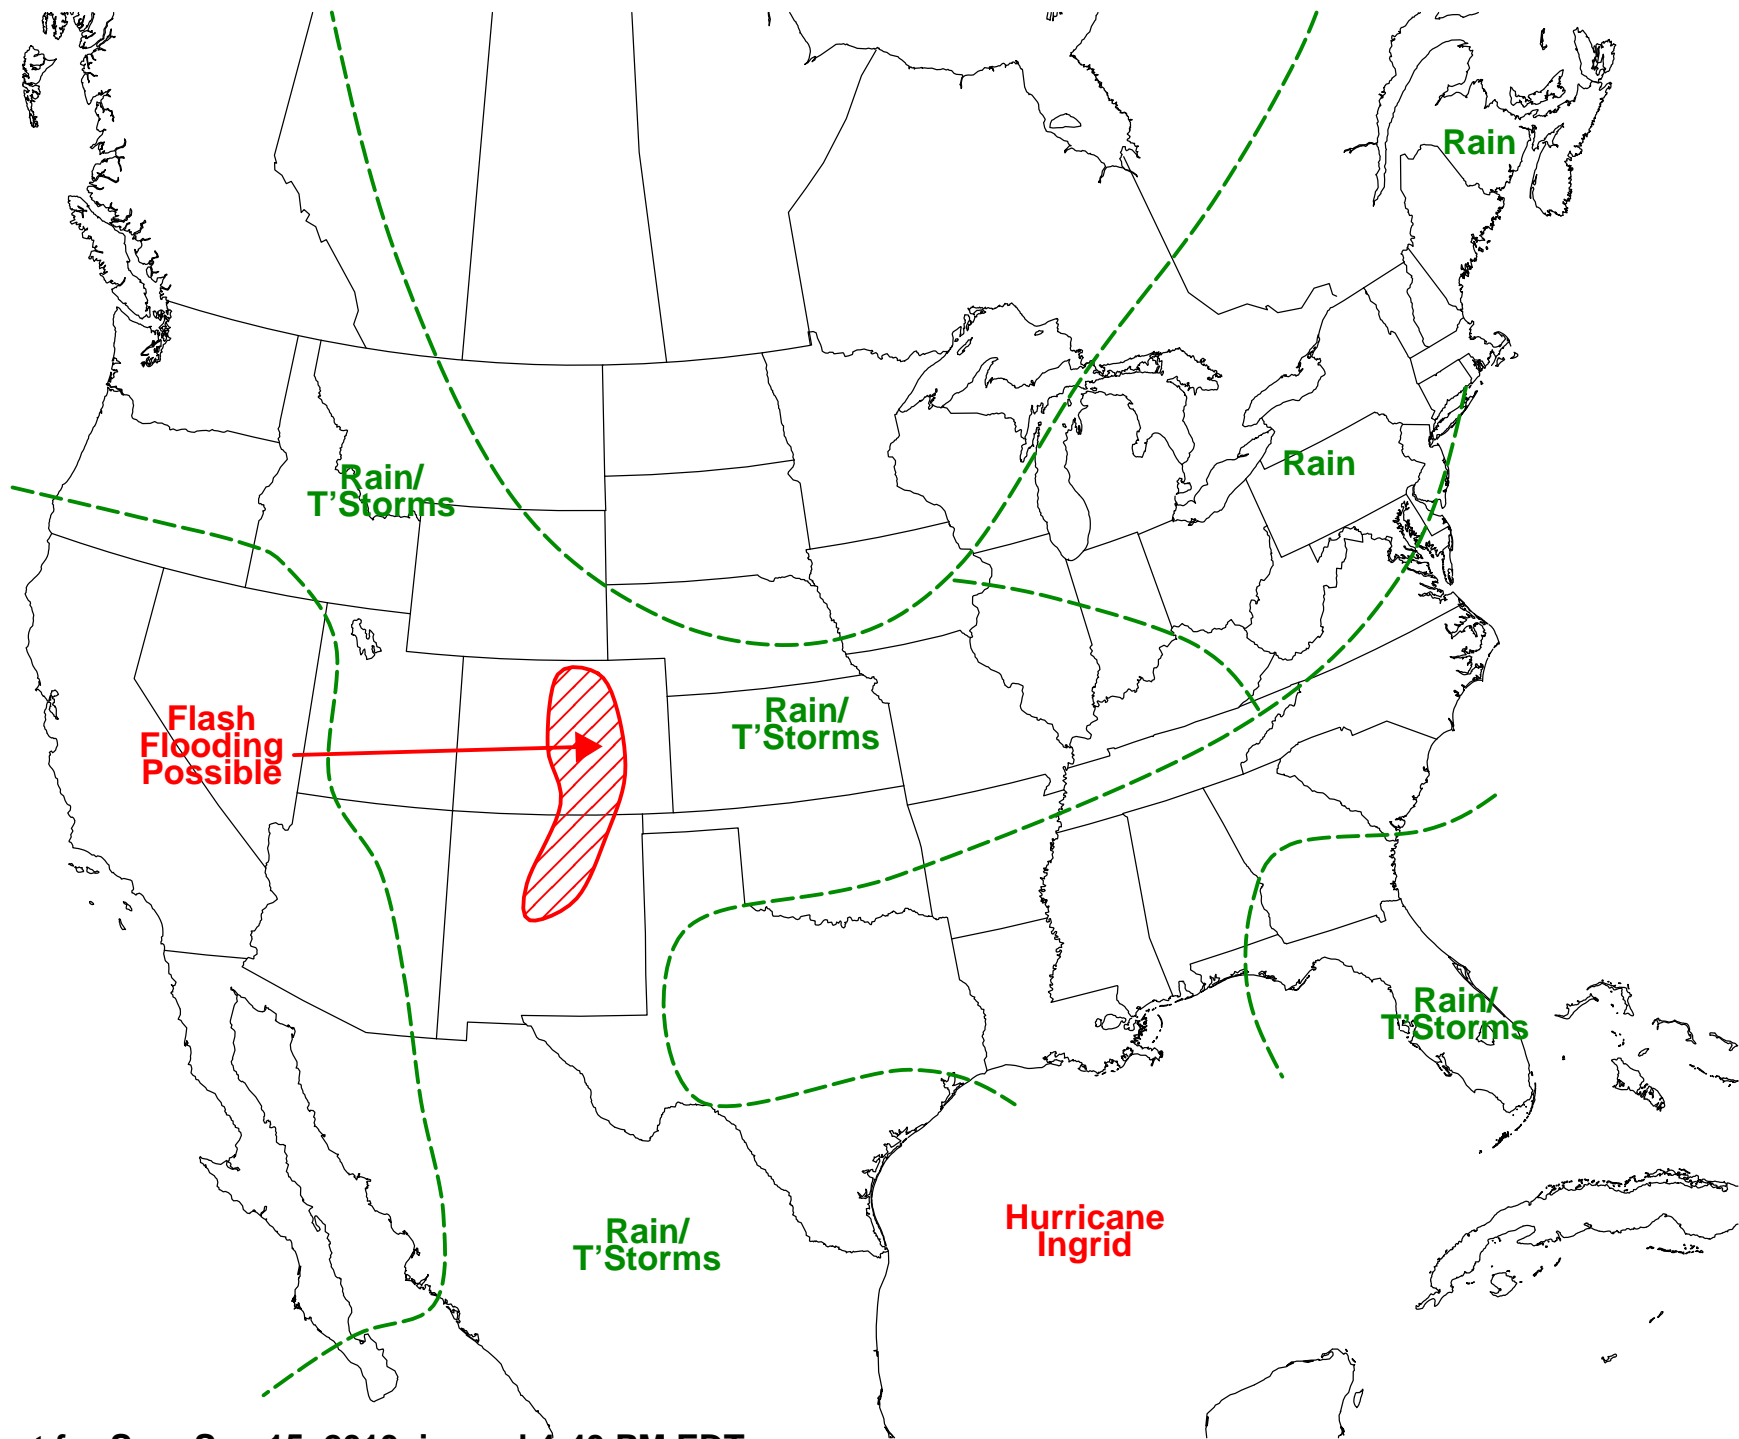 Rain
Rain/
T'Storms
Rain
Flash
Flooding
Possible
Rain/
T'Storms
Rain/
T'Storms
Hurricane
Ingrid
Rain/
T'Storms